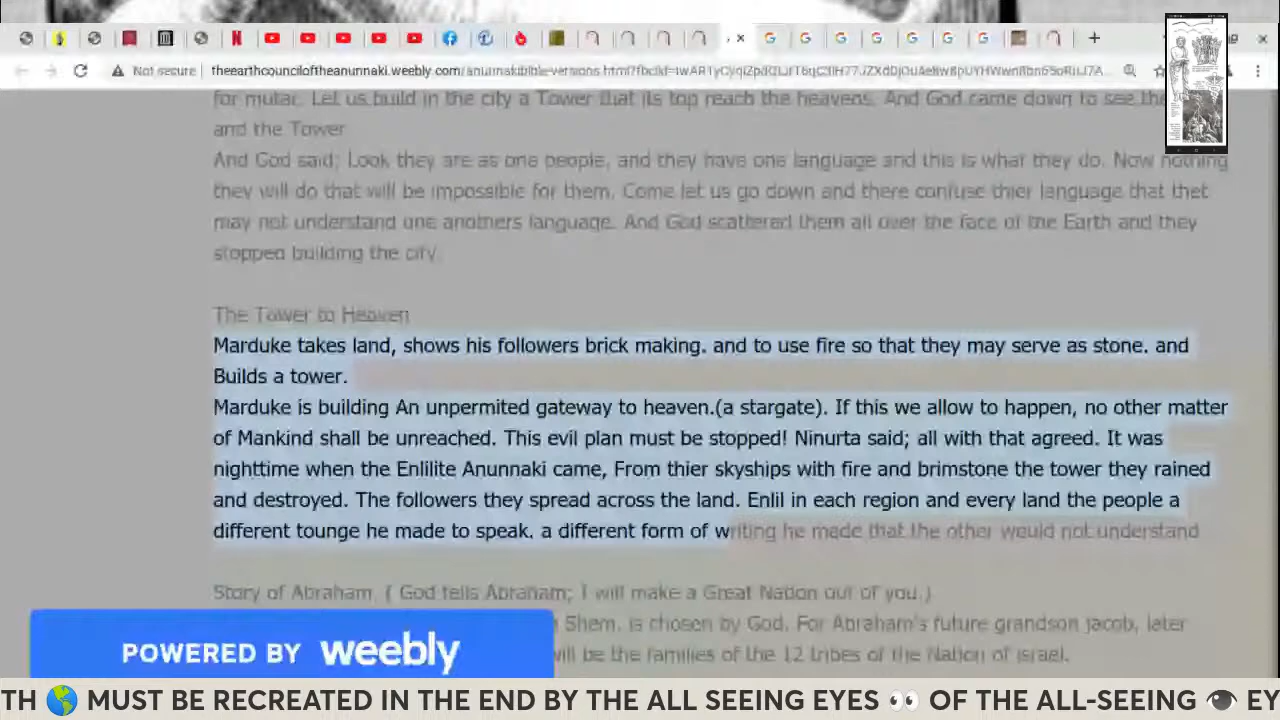 Not secure
theearthcounciloftheanunnaki.weebly.com/
for mutar. Let us build in the city a Tower that its top reach the heavens. And God came down to see the
and the Tower
And God said; Look they are as one people, and they have one language and this is what they do. Now nothing
they will do that will be impossible for them. Come let us go down and there confuse thier language that thet
may not understand one anothers language. And God scattered them all over the face of the Earth and they
stopped building the city.
The Tower to Heaven
Marduke takes land, shows his followers brick making. and to use fire so that they may serve as stone. and
Builds a tower.
Marduke is building An unpermited gateway to heaven.(a stargate). If this we allow to happen, no other matter
of Mankind shall be unreached. This evil plan must be stopped! Ninurta said; all with that agreed. It was
nighttime when the Enlilite Anunnaki came, From thier skyships with fire and brimstone the tower they rained
and destroyed. The followers they spread across the land. Enlil in each region and every land the people a
different tounge he made to speak. a different form of writing he made that the other would not understand
Story of Abraham ( God tells Abraham; I will make a Great Nation out of you.)
Shem. is chosen by God. For Abraham's future grandson jacob, later
will be the families of the 12 tribes of the Nation of Israel.
POWERED BY weebly
TH 🌎 MUST BE RECREATED IN THE END BY THE ALL SEEING EYES 👀 OF THE ALL-SEEING 👁 EY